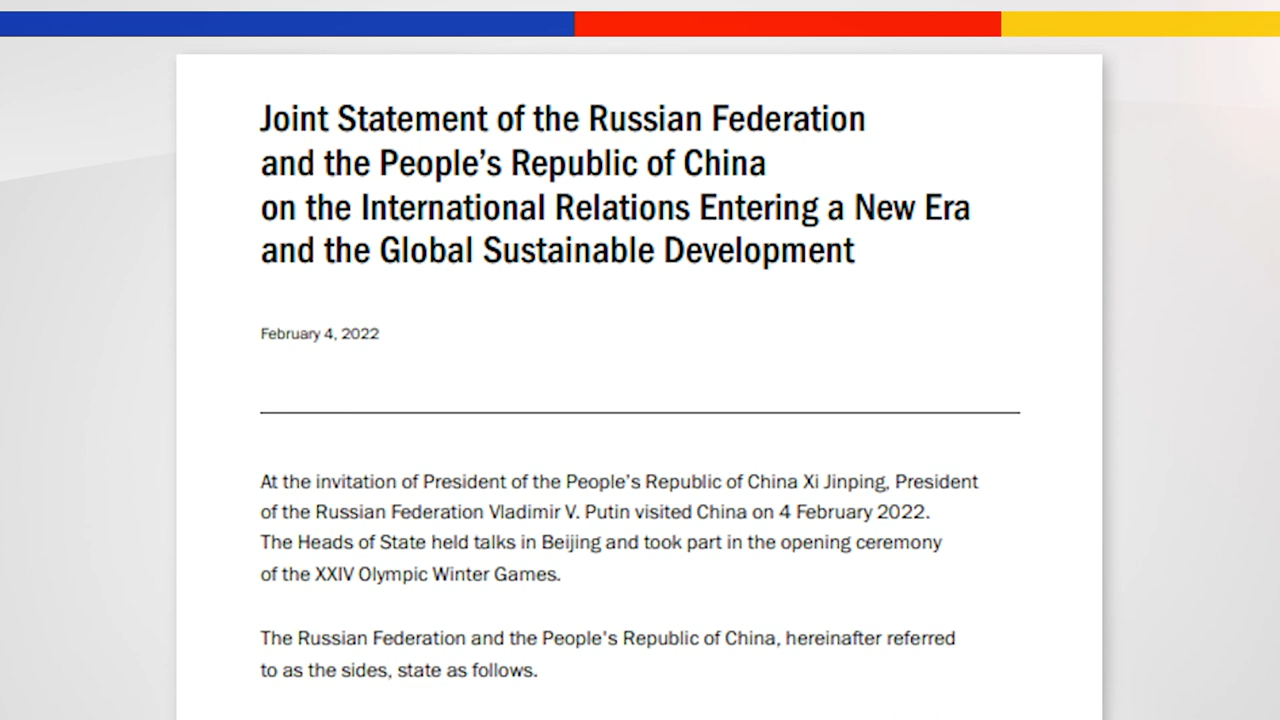 Joint Statement of the Russian Federation
and the People’s Republic of China
on the International Relations Entering a New Era
and the Global Sustainable Development
February 4, 2022
At the invitation of President of the People’s Republic of China Xi Jinping, President
of the Russian Federation Vladimir V. Putin visited China on 4 February 2022.
The Heads of State held talks in Beijing and took part in the opening ceremony
of the XXIV Olympic Winter Games.
The Russian Federation and the People's Republic of China, hereinafter referred
to as the sides, state as follows.